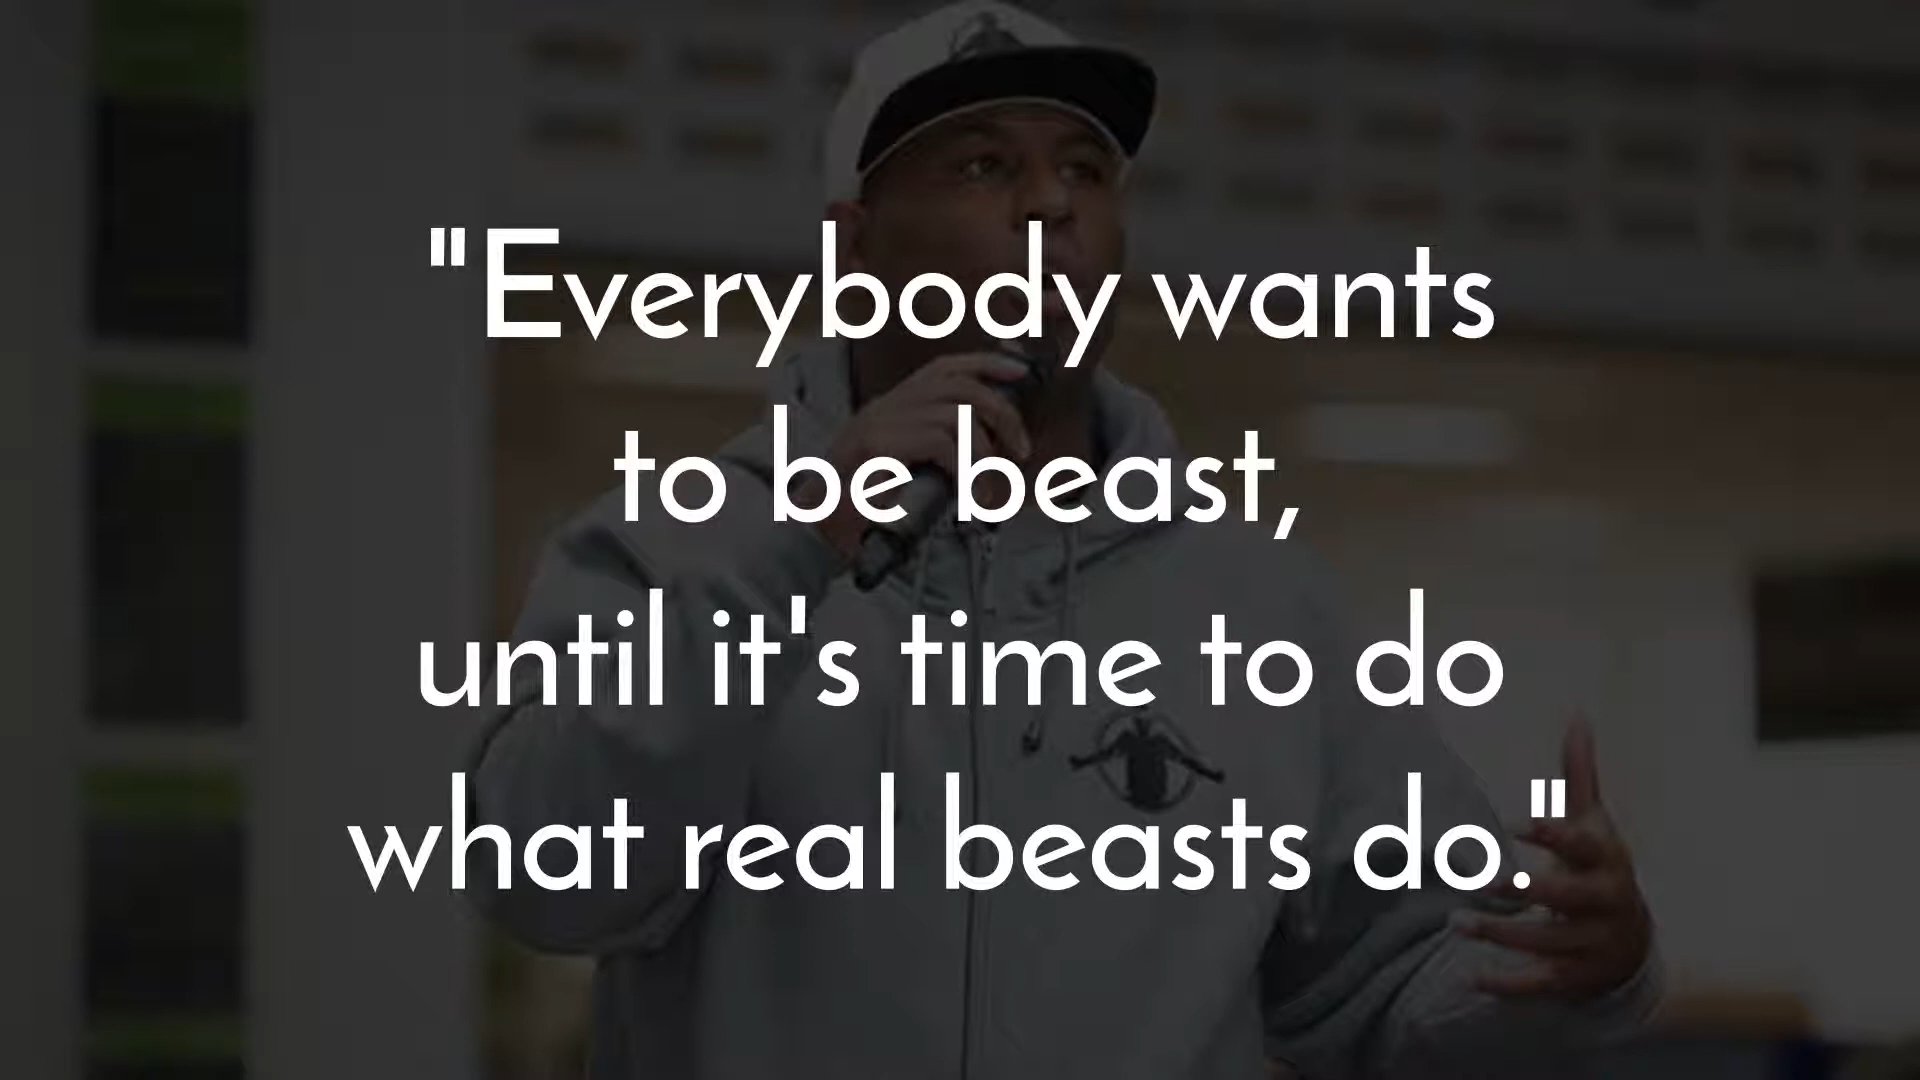 "Everybody wants
to be beast,
until it's time to do
what real beasts do."